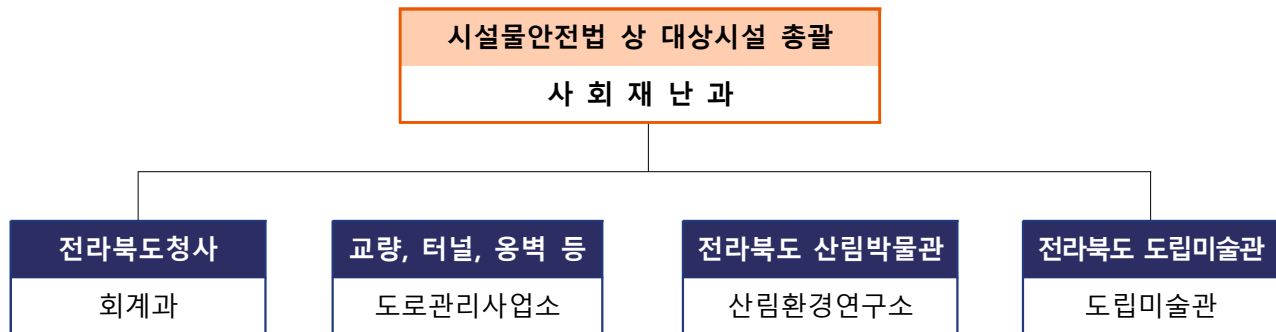 시설물안전법 상 대상시설 총괄
사 회 재 난 과
전라북도청사
회계과
교량, 터널, 옹벽 등
도로관리사업소
전라북도 산림박물관
산림환경연구소
전라북도 도립미술관
도립미술관